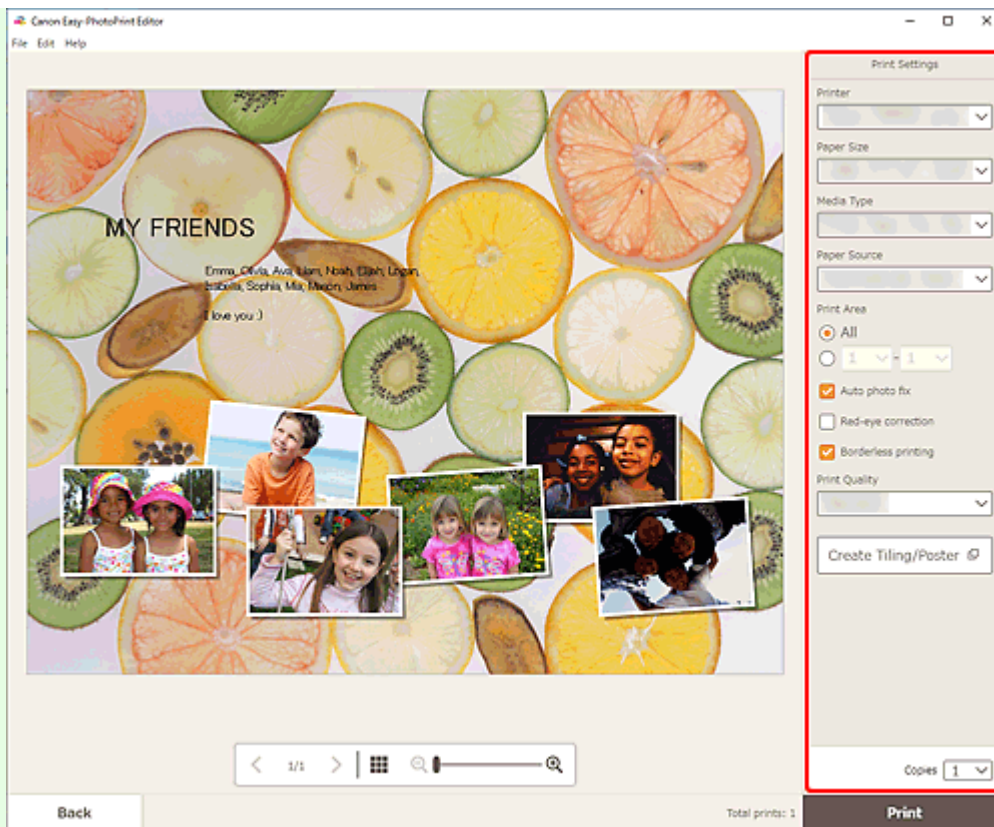 Canon Easy-PhotoPrint Editor
File Edit Help
Print Settings
Printer
Paper Size
Media Type
Paper Source
Print Area
All
1 - 1
Auto photo fix
Red-eye correction
Borderless printing
Print Quality
Create Tiling/Poster
MY FRIENDS
Emma, Olivia, Ava, Liam, Noah, Elijah, Logan,
Isabella, Sophia, Mia, Mason, James
I love you :)
1/1
Copies 1
Back
Total prints: 1
Print